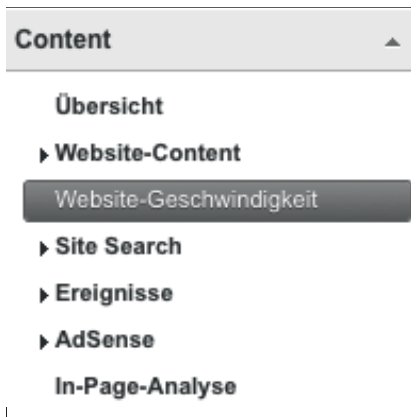 Content
Übersicht
Website-Content
Website-Geschwindigkeit
Site Search
Ereignisse
AdSense
In-Page-Analyse